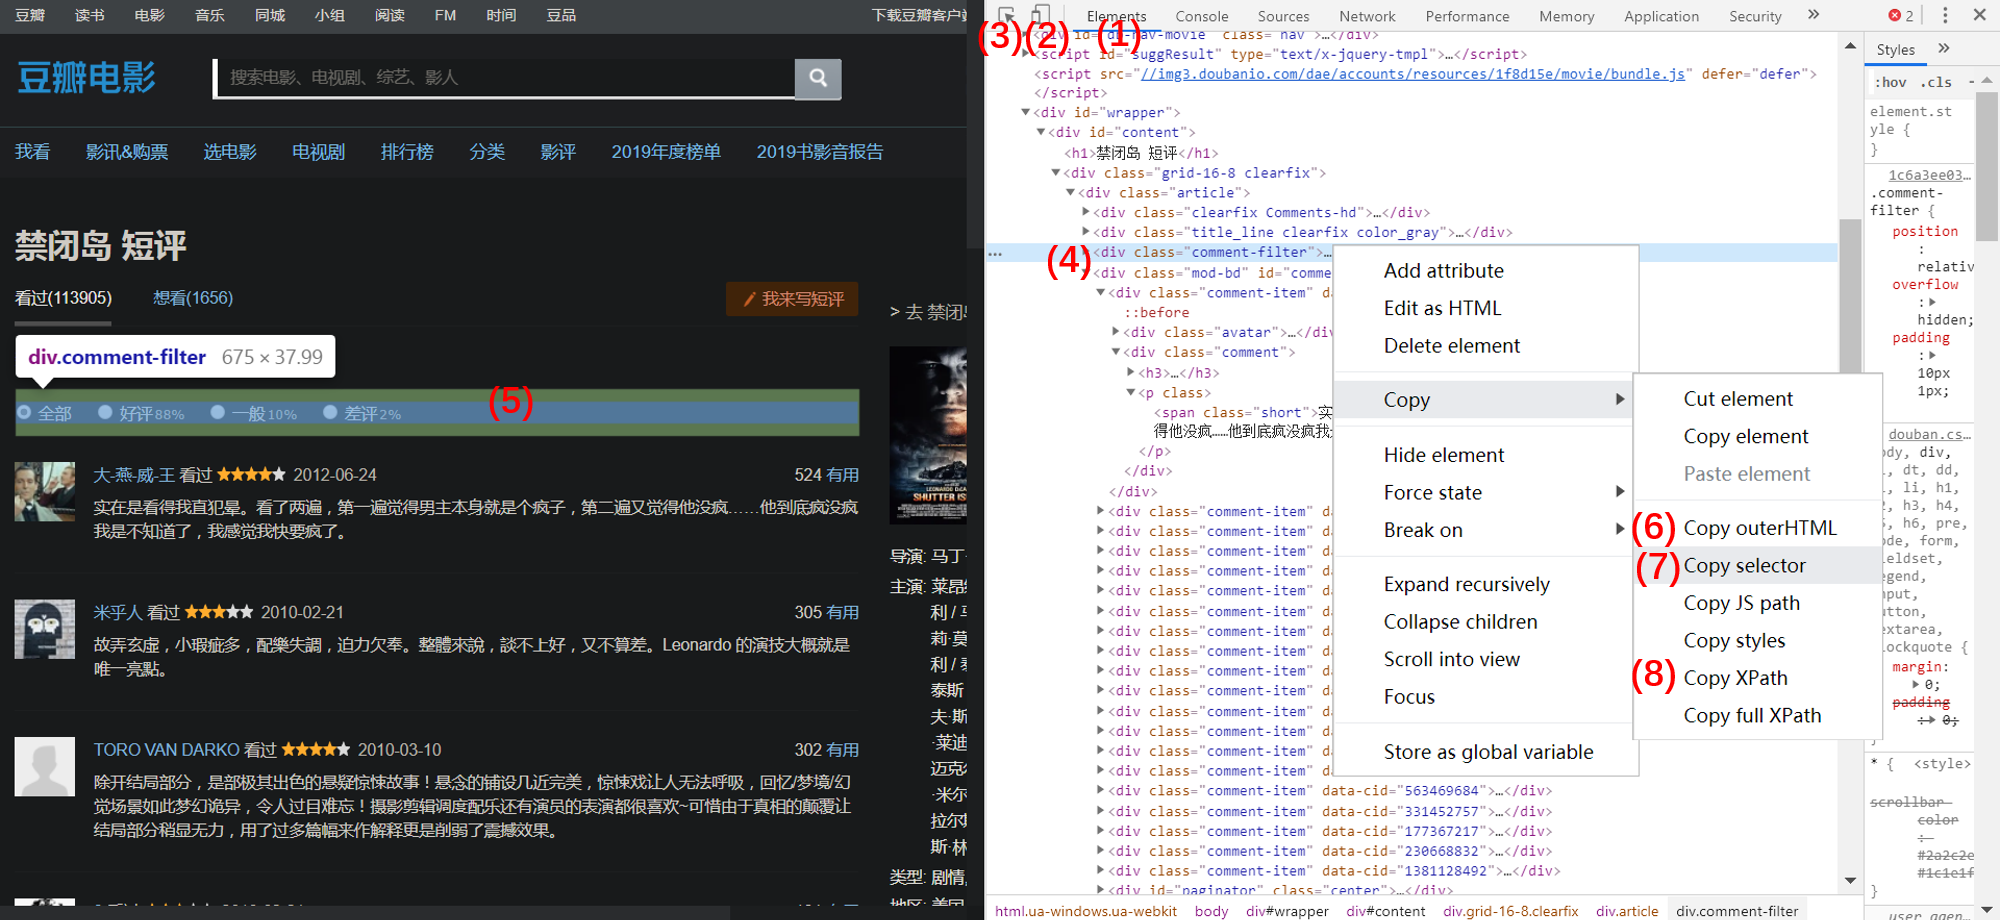 豆瓣 读书 电影 音乐 同城 小组 阅读 FM 时间 豆品 下载豆瓣客户端
豆瓣电影
搜索电影、电视剧、综艺、影人
我看 影讯&购票 选电影 电视剧 排行榜 分类 影评 2019年度榜单 2019书影音报告
禁闭岛 短评
看过(113905) 想看(1656)
我来写短评
> 去 禁闭岛
div.comment-filter 675 × 37.99
(5)
全部 好评88% 一般10% 差评2%
大-燕-威-王 看过 ★★★★★ 2012-06-24
524 有用
实在是看得我直犯晕。看了两遍，第一遍觉得男主本身就是个疯子，第二遍又觉得他没疯……他到底疯没疯
我是不知道了，我感觉我快要疯了。
米乎人 看过 ★★★★★ 2010-02-21
305 有用
故弄玄虛，小瑕疵多，配樂失調，迫力欠奉。整體來說，談不上好，又不算差。Leonardo 的演技大概就是
唯一亮點。
TORO VAN DARKO 看过 ★★★★★ 2010-03-10
302 有用
除开结局部分，是部极其出色的悬疑惊悚故事！悬念的铺设几近完美，惊悚戏让人无法呼吸，回忆/梦境/幻
觉场景如此梦幻诡异，令人过目难忘！摄影剪辑调度配乐还有演员的表演都很喜欢~可惜由于真相的颠覆让
结局部分稍显无力，用了过多篇幅来作解释更是削弱了震撼效果。
SHUTTER IS
导演: 马丁·
主演: 莱昂纳
利 / 马
莉·莫
利 / 泰
泰斯
夫·斯
·莱迪
迈克尔
·米尔
拉尔
斯·林
类型: 剧情,
地区: 美国
(3) (2) (1)
Elements Console Sources Network Performance Memory Application Security » 2
<div id="db-nav-movie" class="nav">…</div>
<script id="suggResult" type="text/x-jquery-tmpl">…</script>
<script src="//img3.doubanio.com/dae/accounts/resources/1f8d15e/movie/bundle.js" defer="defer">
</script>
<div id="wrapper">
<div id="content">
<h1>禁闭岛 短评</h1>
<div class="grid-16-8 clearfix">
<div class="article">
<div class="clearfix Comments-hd">…</div>
<div class="title_line clearfix color_gray">…</div>
(4)
<div class="comment-filter">…
<div class="mod-bd" id="comme
<div class="comment-item" da
::before
<div class="avatar">…</div
<div class="comment">
<h3>…</h3>
<p class>
<span class="short">实
得他没疯……他到底疯没疯我
</p>
</div>
</div>
<div class="comment-item" d
<div class="comment-item" d
<div class="comment-item" d
<div class="comment-item" d
<div class="comment-item" d
<div class="comment-item" d
<div class="comment-item" d
<div class="comment-item" d
<div class="comment-item" d
<div class="comment-item" d
<div class="comment-item" d
<div class="comment-item" d
<div class="comment-item" d
<div class="comment-item" d
<div class="comment-item" data-cid="563469684">…</div>
<div class="comment-item" data-cid="331452757">…</div>
<div class="comment-item" data-cid="177367217">…</div>
<div class="comment-item" data-cid="230668832">…</div>
<div class="comment-item" data-cid="1381128492">…</div>
<div id="paginator" class="center">…</div>
html.ua-windows.ua-webkit body div#wrapper div#content div.grid-16-8.clearfix div.article div.comment-filter
Add attribute
Edit as HTML
Delete element
Copy
Hide element
Force state
Break on
Expand recursively
Collapse children
Scroll into view
Focus
Store as global variable
Cut element
Copy element
Paste element
(6) Copy outerHTML
(7) Copy selector
Copy JS path
Copy styles
(8) Copy XPath
Copy full XPath
Styles »
:hov .cls
element.st
yle {
}
1c6a3ee03…
.comment-
filter {
position
:
relativ
overflow
:
hidden;
padding
:
10px
1px;
douban.cs…
ody, div,
l, dt, dd,
l, li, h1,
2, h3, h4,
5, h6, pre,
ode, form,
ieldset,
egend,
nput,
utton,
extarea,
lockquote {
margin:
0;
padding
: 0;
}
* { <style>
scrollbar-
color
:
#2a2c2e
#1c1e1f
}
user agen…